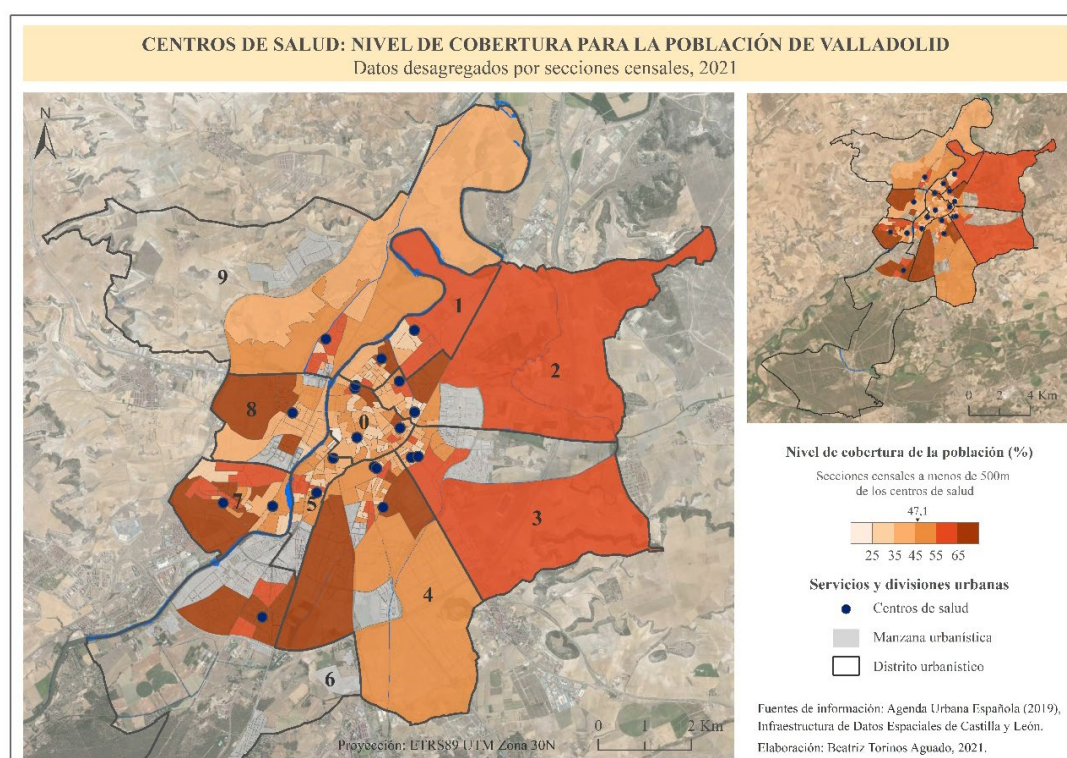 CENTROS DE SALUD: NIVEL DE COBERTURA PARA LA POBLACIÓN DE VALLADOLID
Datos desagregados por secciones censales, 2021
N
9
1
2
8
0
7
5
3
4
6
0 1 2 Km
Proyección: ETRS89 UTM Zona 30N
0 2 4 Km
Nivel de cobertura de la población (%)
Secciones censales a menos de 500m
de los centros de salud
47,1
25 35 45 55 65
Servicios y divisiones urbanas
Centros de salud
Manzana urbanística
Distrito urbanístico
Fuentes de información: Agenda Urbana Española (2019),
Infraestructura de Datos Espaciales de Castilla y León.
Elaboración: Beatriz Torinos Aguado, 2021.